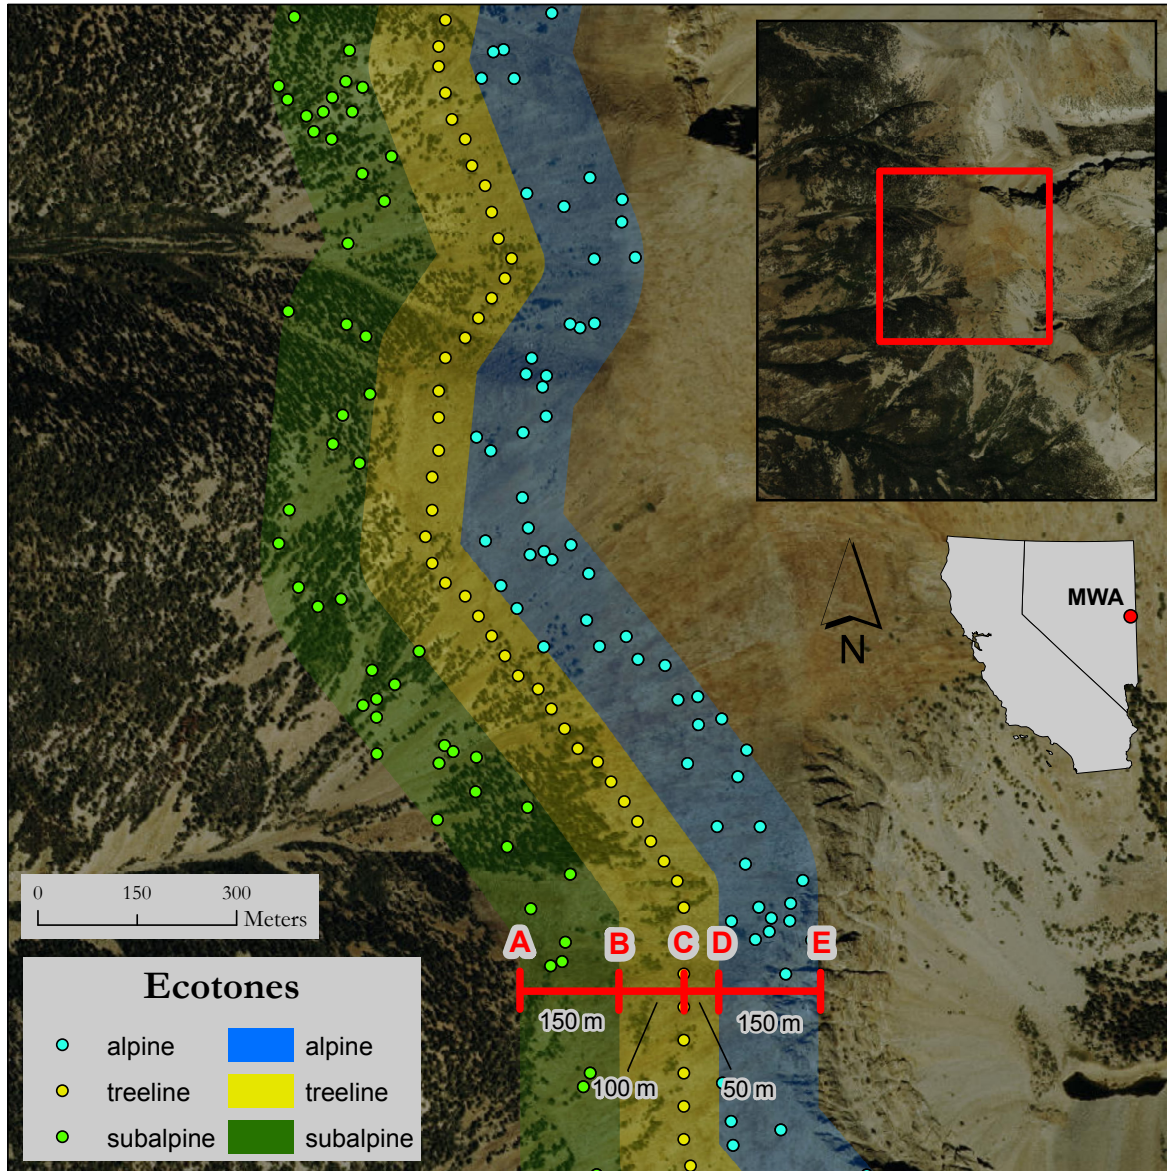 MWA
N
0 150 300
Meters
A B C D E
150 m 150 m
100 m 50 m
Ecotones
alpine alpine
treeline treeline
subalpine subalpine